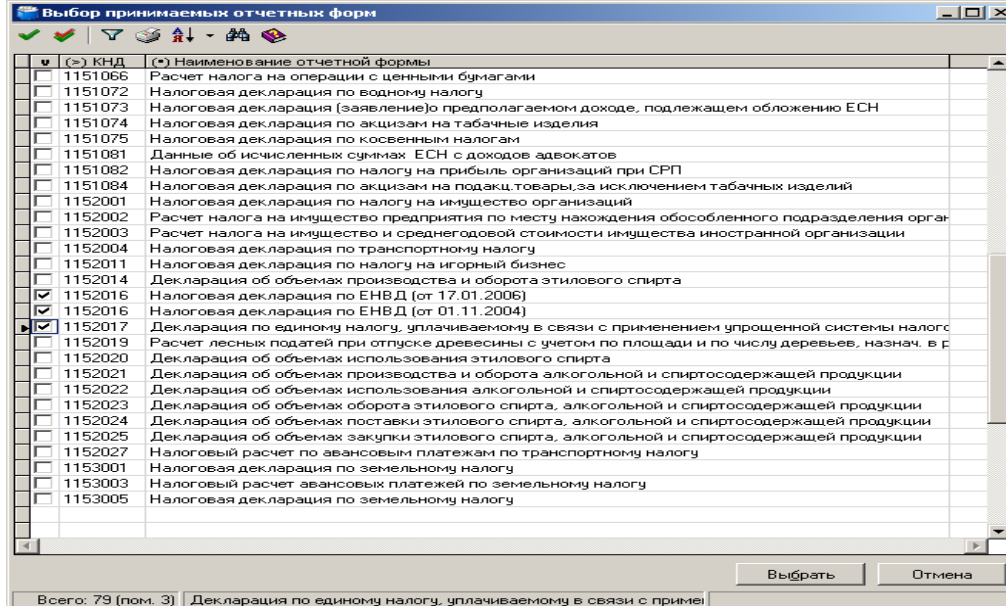 Выбор принимаемых отчетных форм
(>) КНД (•) Наименование отчетной формы
1151066 Расчет налога на операции с ценными бумагами
1151072 Налоговая декларация по водному налогу
1151073 Налоговая декларация (заявление)о предполагаемом доходе, подлежащем обложению ЕСН
1151074 Налоговая декларация по акцизам на табачные изделия
1151075 Налоговая декларация по косвенным налогам
1151081 Данные об исчисленных суммах ЕСН с доходов адвокатов
1151082 Налоговая декларация по налогу на прибыль организаций при СРП
1151084 Налоговая декларация по акцизам на подакц.товары,за исключением табачных изделий
1152001 Налоговая декларация по налогу на имущество организаций
1152002 Расчет налога на имущество предприятия по месту нахождения обособленного подразделения орган
1152003 Расчет налога на имущество и среднегодовой стоимости имущества иностранной организации
1152004 Налоговая декларация по транспортному налогу
1152011 Налоговая декларация по налогу на игорный бизнес
1152014 Декларация об объемах производства и оборота этилового спирта
1152016 Налоговая декларация по ЕНВД (от 17.01.2006)
1152016 Налоговая декларация по ЕНВД (от 01.11.2004)
1152017 Декларация по единому налогу, уплачиваемому в связи с применением упрощенной системы налого
1152019 Расчет лесных податей при отпуске древесины с учетом по площади и по числу деревьев, назнач. в р
1152020 Декларация об объемах использования этилового спирта
1152021 Декларация об объемах производства и оборота алкогольной и спиртосодержащей продукции
1152022 Декларация об объемах использования алкогольной и спиртосодержащей продукции
1152023 Декларация об объемах оборота этилового спирта, алкогольной и спиртосодержащей продукции
1152024 Декларация об объемах поставки этилового спирта, алкогольной и спиртосодержащей продукции
1152025 Декларация об объемах закупки этилового спирта, алкогольной и спиртосодержащей продукции
1152027 Налоговый расчет по авансовым платежам по транспортному налогу
1153001 Налоговая декларация по земельному налогу
1153003 Налоговый расчет авансовых платежей по земельному налогу
1153005 Налоговая декларация по земельному налогу
Выбрать Отмена
Всего: 79 (пом. 3) Декларация по единому налогу, уплачиваемому в связи с приме